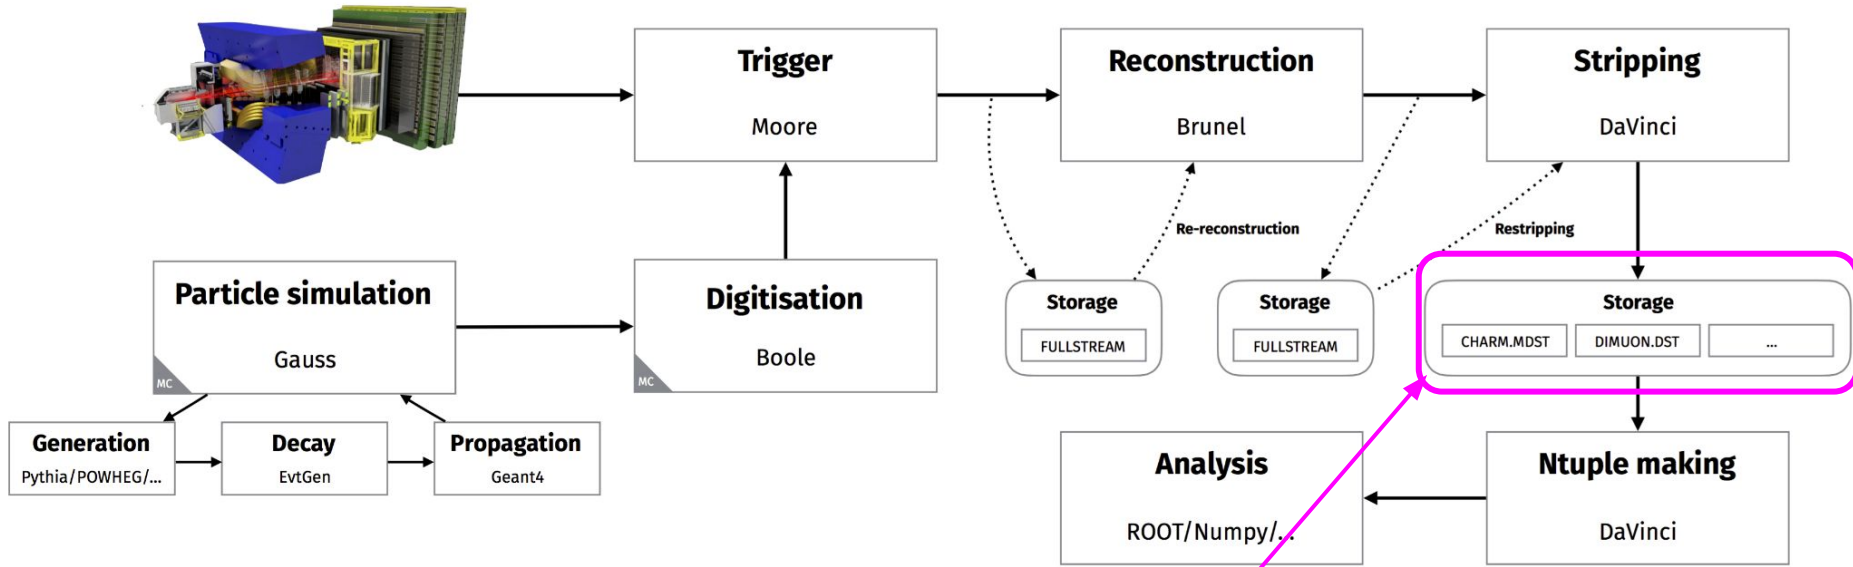 Trigger
Moore
Reconstruction
Brunel
Stripping
DaVinci
Re-reconstruction
Restripping
Particle simulation
Gauss
MC
Digitisation
Boole
MC
Storage
FULLSTREAM
Storage
FULLSTREAM
Storage
CHARM.MDST
DIMUON.DST
...
Generation
Pythia/POWHEG/...
Decay
EvtGen
Propagation
Geant4
Analysis
ROOT/Numpy/...
Ntuple making
DaVinci